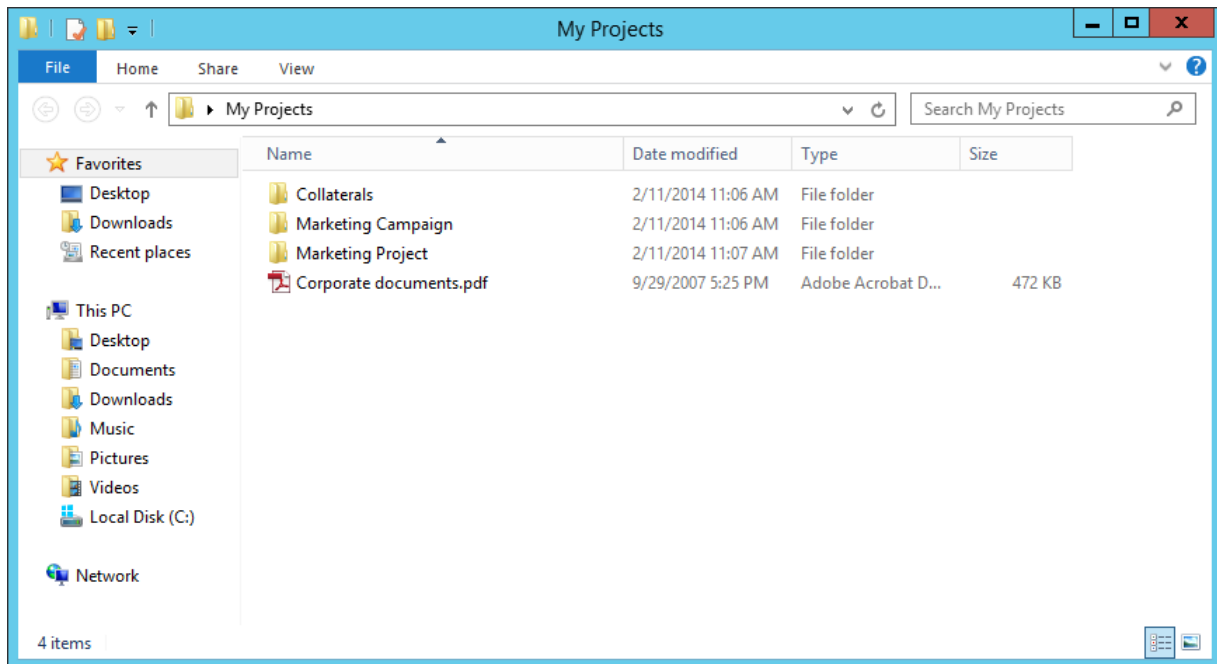 My Projects
File Home Share View
My Projects Search My Projects
Name Date modified Type Size
Favorites
Desktop Collaterals 2/11/2014 11:06 AM File folder
Downloads Marketing Campaign 2/11/2014 11:06 AM File folder
Recent places Marketing Project 2/11/2014 11:07 AM File folder
Corporate documents.pdf 9/29/2007 5:25 PM Adobe Acrobat D... 472 KB
This PC
Desktop
Documents
Downloads
Music
Pictures
Videos
Local Disk (C:)
Network
4 items